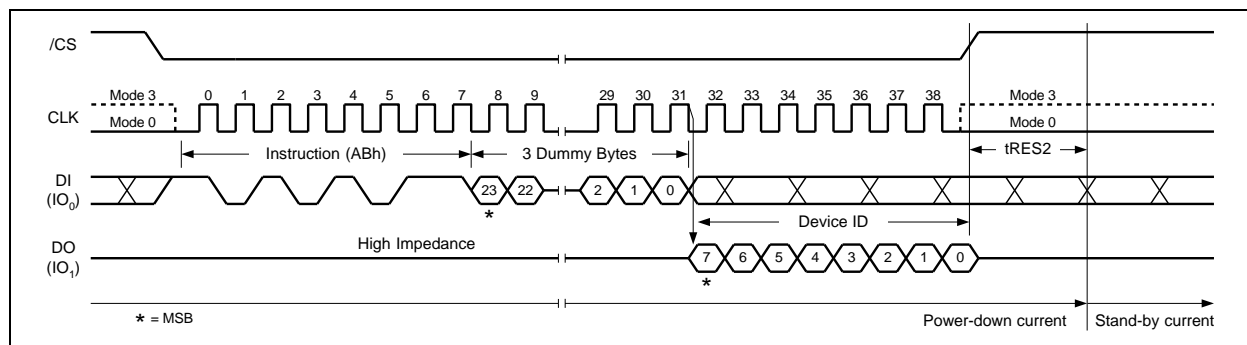 /CS
Mode 3 0 1 2 3 4 5 6 7 8 9 29 30 31 32 33 34 35 36 37 38 Mode 3
CLK
Mode 0 Mode 0
Instruction (ABh) 3 Dummy Bytes tRES2
DI
(IO0)
23 22 2 1 0
*
Device ID
High Impedance
DO
(IO1)
7 6 5 4 3 2 1 0
*
* = MSB
Power-down current Stand-by current